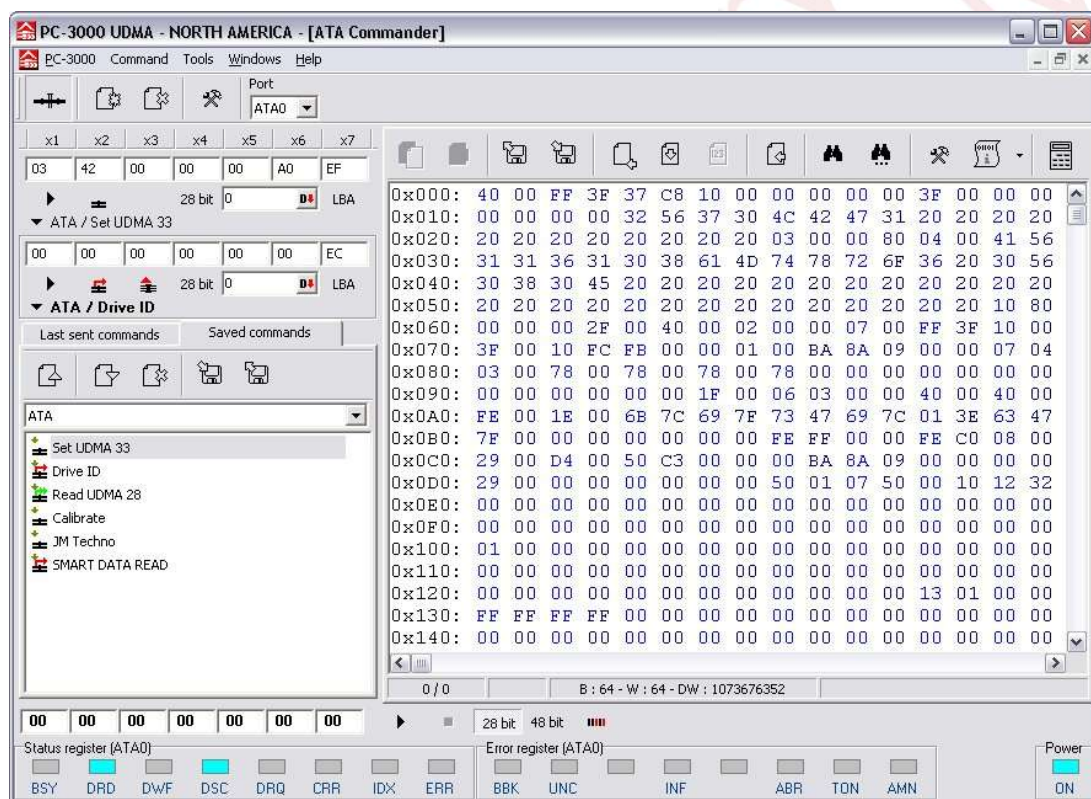 PC-3000 UDMA - NORTH AMERICA - [ATA Commander]
PC-3000 Command Tools Windows Help
Port
ATA0
x1 x2 x3 x4 x5 x6 x7
03 42 00 00 00 A0 EF
28 bit 0 LBA
ATA / Set UDMA 33
00 00 00 00 00 00 EC
28 bit 0 LBA
ATA / Drive ID
Last sent commands Saved commands
ATA
Set UDMA 33
Drive ID
Read UDMA 28
Calibrate
JM Techno
SMART DATA READ
0x000: 40 00 FF 3F 37 C8 10 00 00 00 00 00 3F 00 00 00
0x010: 00 00 00 00 32 56 37 30 4C 42 47 31 20 20 20 20
0x020: 20 20 20 20 20 20 20 20 03 00 00 80 04 00 41 56
0x030: 31 31 36 31 30 38 61 4D 74 78 72 6F 36 20 30 56
0x040: 30 38 30 45 20 20 20 20 20 20 20 20 20 20 20 20
0x050: 20 20 20 20 20 20 20 20 20 20 20 20 20 20 10 80
0x060: 00 00 00 2F 00 40 00 02 00 00 07 00 FF 3F 10 00
0x070: 3F 00 10 FC FB 00 00 01 00 BA 8A 09 00 00 07 04
0x080: 03 00 78 00 78 00 78 00 78 00 00 00 00 00 00 00
0x090: 00 00 00 00 00 00 1F 00 06 03 00 00 40 00 40 00
0x0A0: FE 00 1E 00 6B 7C 69 7F 73 47 69 7C 01 3E 63 47
0x0B0: 7F 00 00 00 00 00 00 00 FE FF 00 00 FE C0 08 00
0x0C0: 29 00 D4 00 50 C3 00 00 00 BA 8A 09 00 00 00 00
0x0D0: 29 00 00 00 00 00 00 00 50 01 07 50 00 10 12 32
0x0E0: 00 00 00 00 00 00 00 00 00 00 00 00 00 00 00 00
0x0F0: 00 00 00 00 00 00 00 00 00 00 00 00 00 00 00 00
0x100: 01 00 00 00 00 00 00 00 00 00 00 00 00 00 00 00
0x110: 00 00 00 00 00 00 00 00 00 00 00 00 00 00 00 00
0x120: 00 00 00 00 00 00 00 00 00 00 00 00 13 01 00 00
0x130: FF FF FF FF 00 00 00 00 00 00 00 00 00 00 00 00
0x140: 00 00 00 00 00 00 00 00 00 00 00 00 00 00 00 00
0 / 0 B : 64 - W : 64 - DW : 1073676352
00 00 00 00 00 00 00 28 bit 48 bit
Status register (ATA0) Error register (ATA0) Power
BSY DRD DWF DSC DRQ CRR IDX ERR BBK UNC INF ABR TON AMN ON